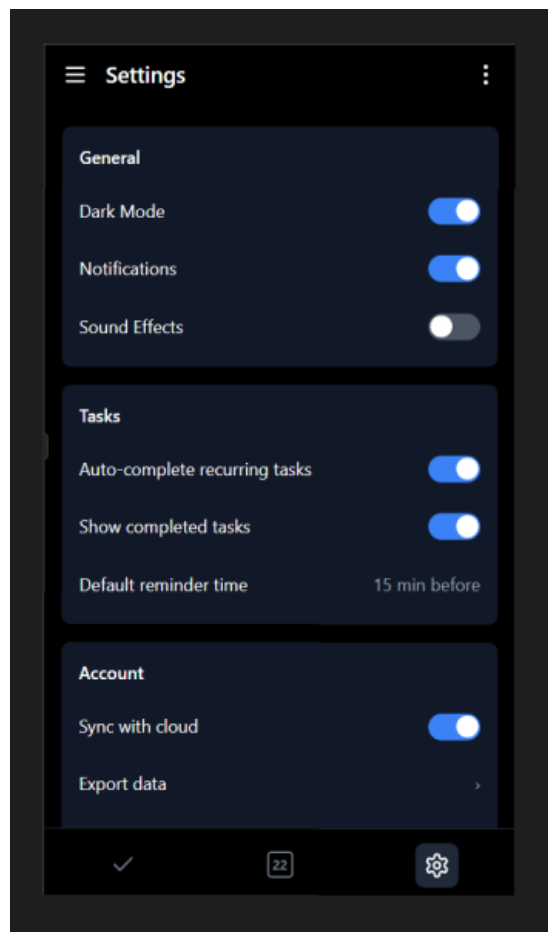 Settings
General
Dark Mode
Notifications
Sound Effects
Tasks
Auto-complete recurring tasks
Show completed tasks
Default reminder time 15 min before
Account
Sync with cloud
Export data
22